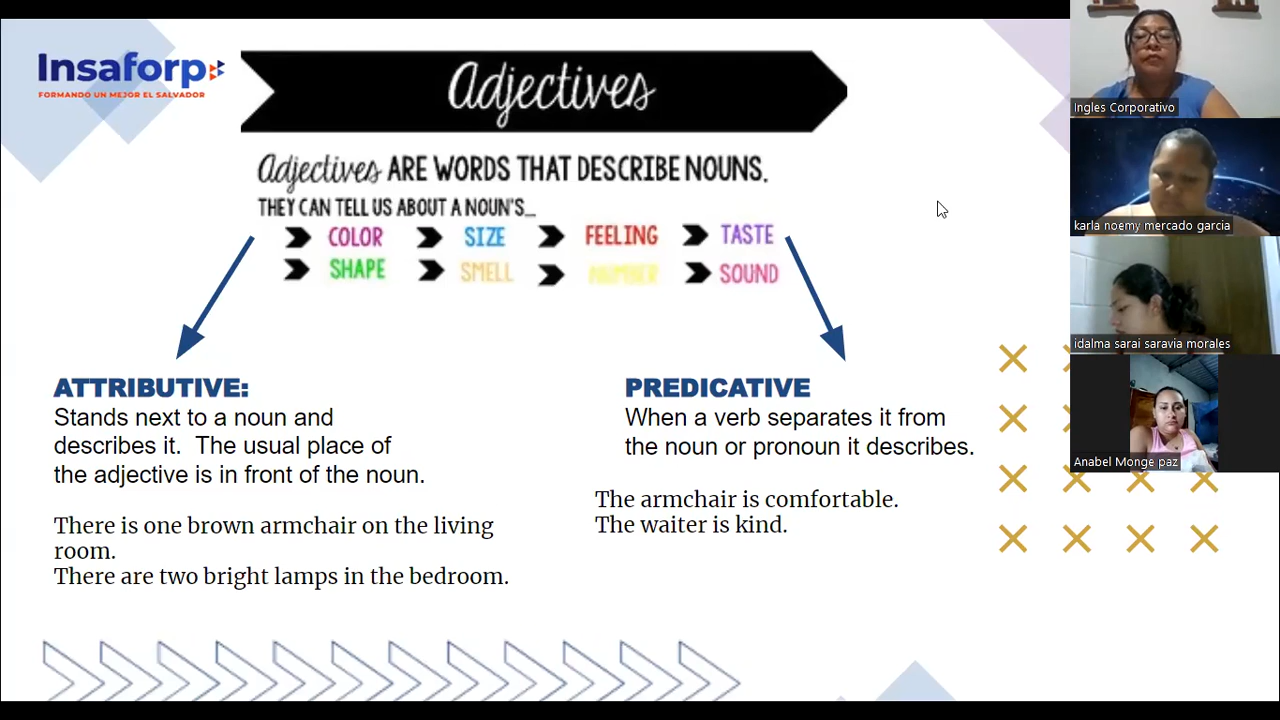 Insaforp
FORMANDO UN MEJOR EL SALVADOR
Adjectives
Adjectives ARE WORDS THAT DESCRIBE NOUNS.
THEY CAN TELL US ABOUT A NOUN'S_
COLOR SIZE FEELING TASTE
SHAPE SMELL NUMBER SOUND
ATTRIBUTIVE:
Stands next to a noun and
describes it. The usual place of
the adjective is in front of the noun.
There is one brown armchair on the living
room.
There are two bright lamps in the bedroom.
PREDICATIVE
When a verb separates it from
the noun or pronoun it describes.
The armchair is comfortable.
The waiter is kind.
Ingles Corporativo
karla noemy mercado garcia
idalma sarai saravia morales
Anabel Monge paz